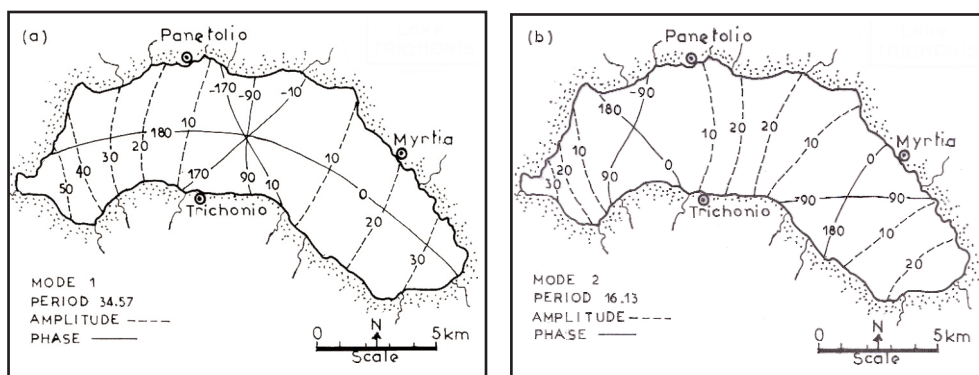 (a)
Panetolio
-170
-90
-10
10
180
20
30
40
50
10
Myrtia
0
170
90
10
Trichonio
20
30
MODE 1
PERIOD 34.57
AMPLITUDE
PHASE
0 N 5km
Scale
(b)
Panetolio
-90
180
10
20
20
10
Myrtia
0
10
20
30
90
0
Trichonio
-90
90
180
10
20
MODE 2
PERIOD 16.13
AMPLITUDE
PHASE
0 N 5km
Scale